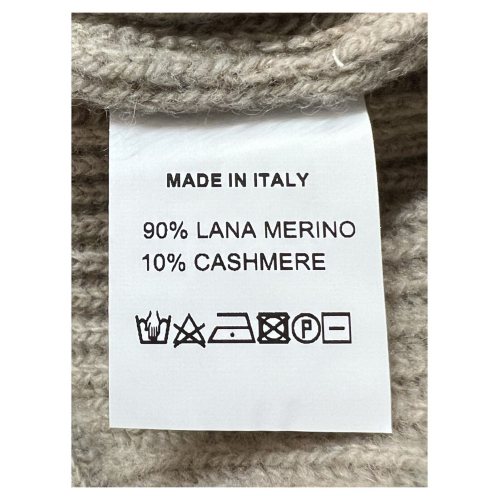 MADE IN ITALY
90% LANA MERINO
10% CASHMERE
P